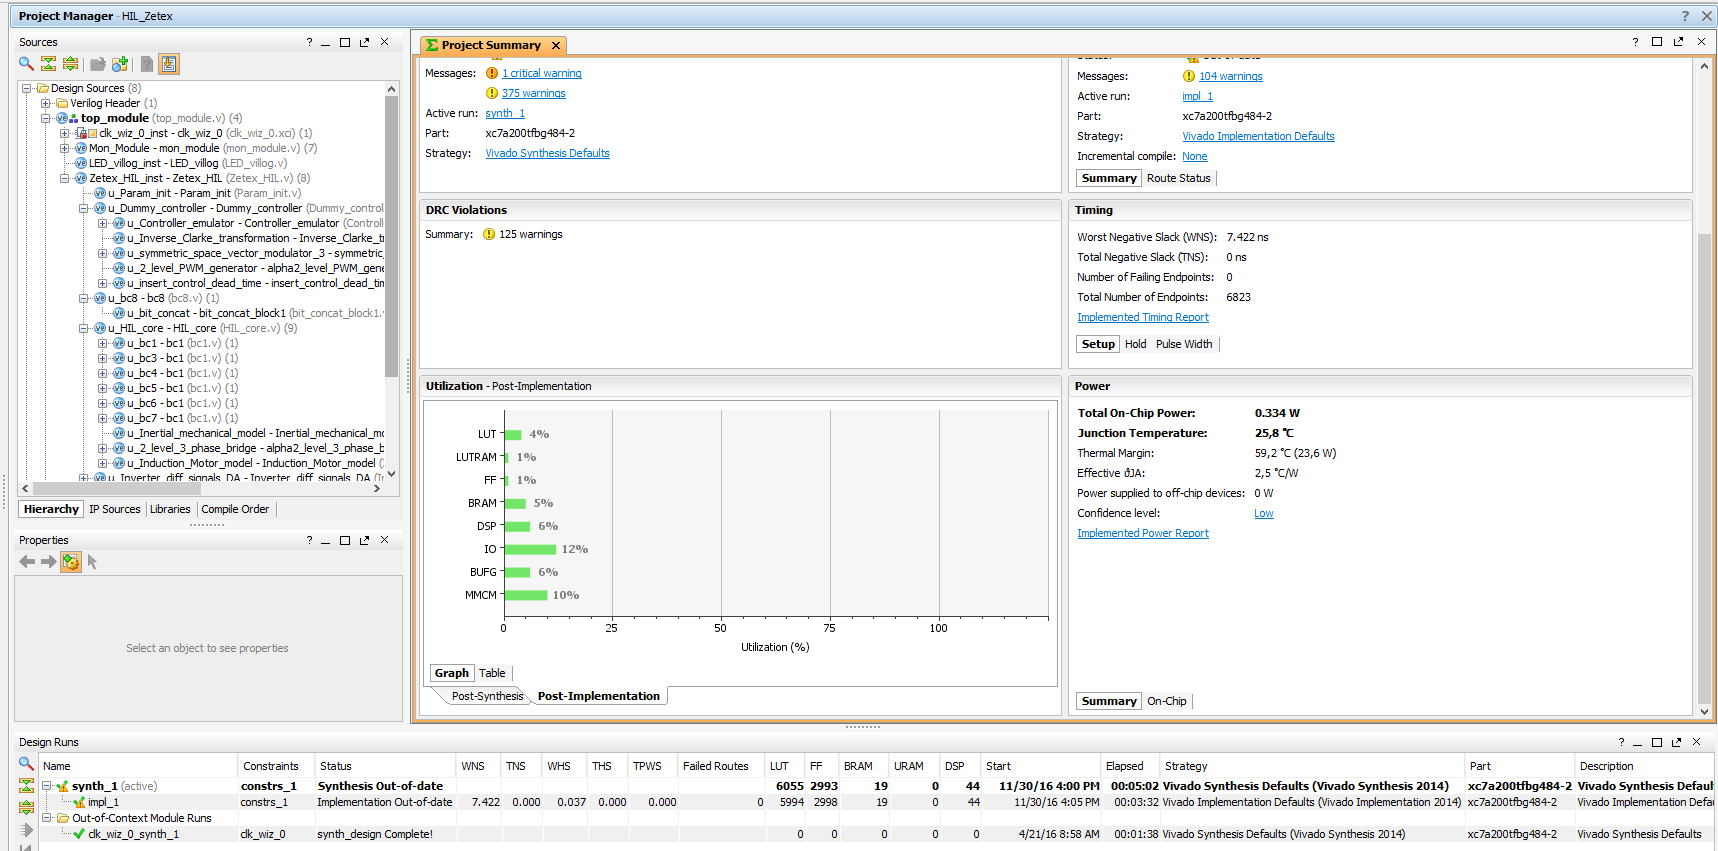 Project Manager - HIL_Zetex
Sources
Design Sources (8)
Verilog Header (1)
top_module (top_module.v) (4)
clk_wiz_0_inst - clk_wiz_0 (clk_wiz_0.xci) (1)
Mon_Module - mon_module (mon_module.v) (7)
LED_villog_inst - LED_villog (LED_villog.v)
Zetex_HIL_inst - Zetex_HIL (Zetex_HIL.v) (8)
u_Param_init - Param_init (Param_init.v)
u_Dummy_controller - Dummy_controller (Dummy_control
u_Controller_emulator - Controller_emulator (Controll
u_Inverse_Clarke_transformation - Inverse_Clarke_tr
u_symmetric_space_vector_modulator_3 - symmetric_
u_2_level_PWM_generator - alpha2_level_PWM_gene
u_insert_control_dead_time - insert_control_dead_tin
u_bc8 - bc8 (bc8.v) (1)
u_bit_concat - bit_concat_block1 (bit_concat_block1.
u_HIL_core - HIL_core (HIL_core.v) (9)
u_bc1 - bc1 (bc1.v) (1)
u_bc3 - bc1 (bc1.v) (1)
u_bc4 - bc1 (bc1.v) (1)
u_bc5 - bc1 (bc1.v) (1)
u_bc6 - bc1 (bc1.v) (1)
u_bc7 - bc1 (bc1.v) (1)
u_Inertial_mechanical_model - Inertial_mechanical_mo
u_2_level_3_phase_bridge - alpha2_level_3_phase_b
u_Induction_Motor_model - Induction_Motor_model (
u_Inverter_diff_signals_DA - Inverter_diff_signals_DA (
Hierarchy IP Sources Libraries Compile Order
Properties
Select an object to see properties
Project Summary
Messages: 1 critical warning
375 warnings
Active run: synth_1
Part: xc7a200tfbg484-2
Strategy: Vivado Synthesis Defaults
Messages: 104 warnings
Active run: impl_1
Part: xc7a200tfbg484-2
Strategy: Vivado Implementation Defaults
Incremental compile: None
Summary Route Status
DRC Violations
Summary: 125 warnings
Timing
Worst Negative Slack (WNS): 7.422 ns
Total Negative Slack (TNS): 0 ns
Number of Failing Endpoints: 0
Total Number of Endpoints: 6823
Implemented Timing Report
Setup Hold Pulse Width
Utilization - Post-Implementation
LUT 4%
LUTRAM 1%
FF 1%
BRAM 5%
DSP 6%
IO 12%
BUFG 6%
MMCM 10%
0 25 50 75 100
Utilization (%)
Graph Table
Post-Synthesis Post-Implementation
Power
Total On-Chip Power: 0.334 W
Junction Temperature: 25,8 °C
Thermal Margin: 59,2 °C (23,6 W)
Effective ϑJA: 2,5 °C/W
Power supplied to off-chip devices: 0 W
Confidence level: Low
Implemented Power Report
Summary On-Chip
Design Runs
Name Constraints Status WNS TNS WHS THS TPWS Failed Routes LUT FF BRAM URAM DSP Start Elapsed Strategy Part Description
synth_1 (active) constrs_1 Synthesis Out-of-date 6055 2993 19 0 44 11/30/16 4:00 PM 00:05:02 Vivado Synthesis Defaults (Vivado Synthesis 2014) xc7a200tfbg484-2 Vivado Synthesis Defaults
impl_1 constrs_1 Implementation Out-of-date 7.422 0.000 0.037 0.000 0.000 0 5994 2998 19 0 44 11/30/16 4:05 PM 00:03:32 Vivado Implementation Defaults (Vivado Implementation 2014) xc7a200tfbg484-2 Vivado Implementation Defau
Out-of-Context Module Runs
clk_wiz_0_synth_1 clk_wiz_0 synth_design Complete! 0 0 0 0 0 4/21/16 8:58 AM 00:01:38 Vivado Synthesis Defaults (Vivado Synthesis 2014) xc7a200tfbg484-2 Vivado Synthesis Defaults